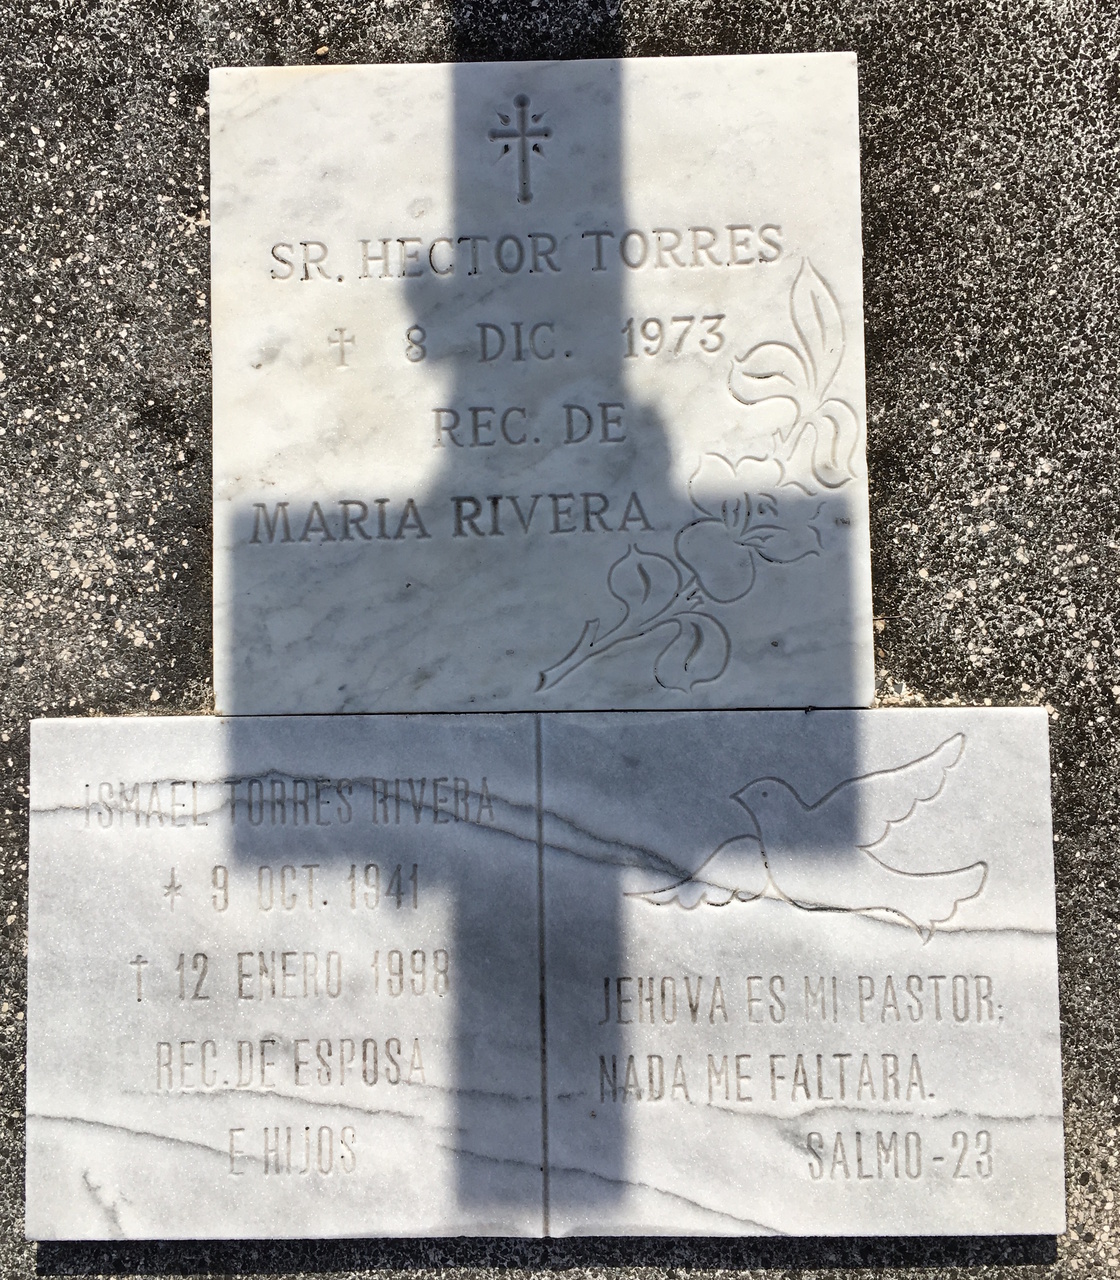 SR. HECTOR TORRES
† 8 DIC. 1973
REC. DE
MARIA RIVERA
ISMAEL TORRES RIVERA
* 9 OCT. 1941
† 12 ENERO 1998
REC. DE ESPOSA
E HIJOS
JEHOVA ES MI PASTOR;
NADA ME FALTARA.
SALMO-23